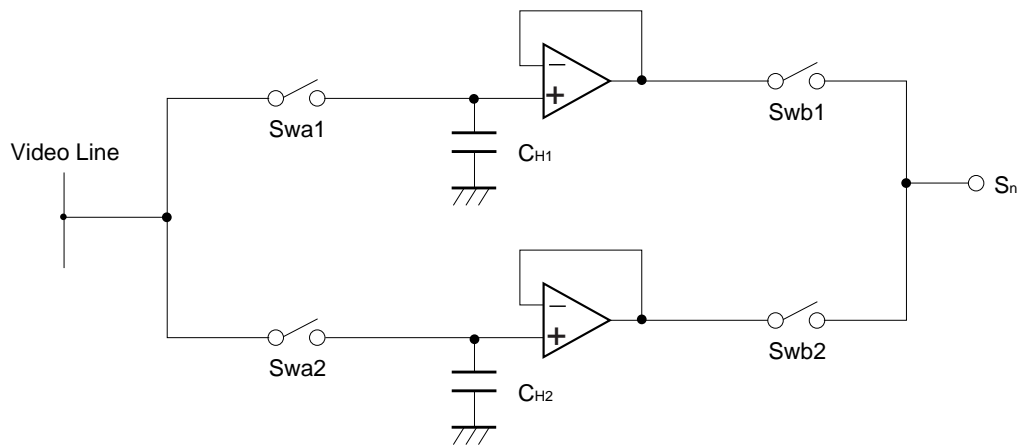 Swa1
Swb1
Video Line
CH1
Sn
Swa2
Swb2
CH2
−
+
−
+